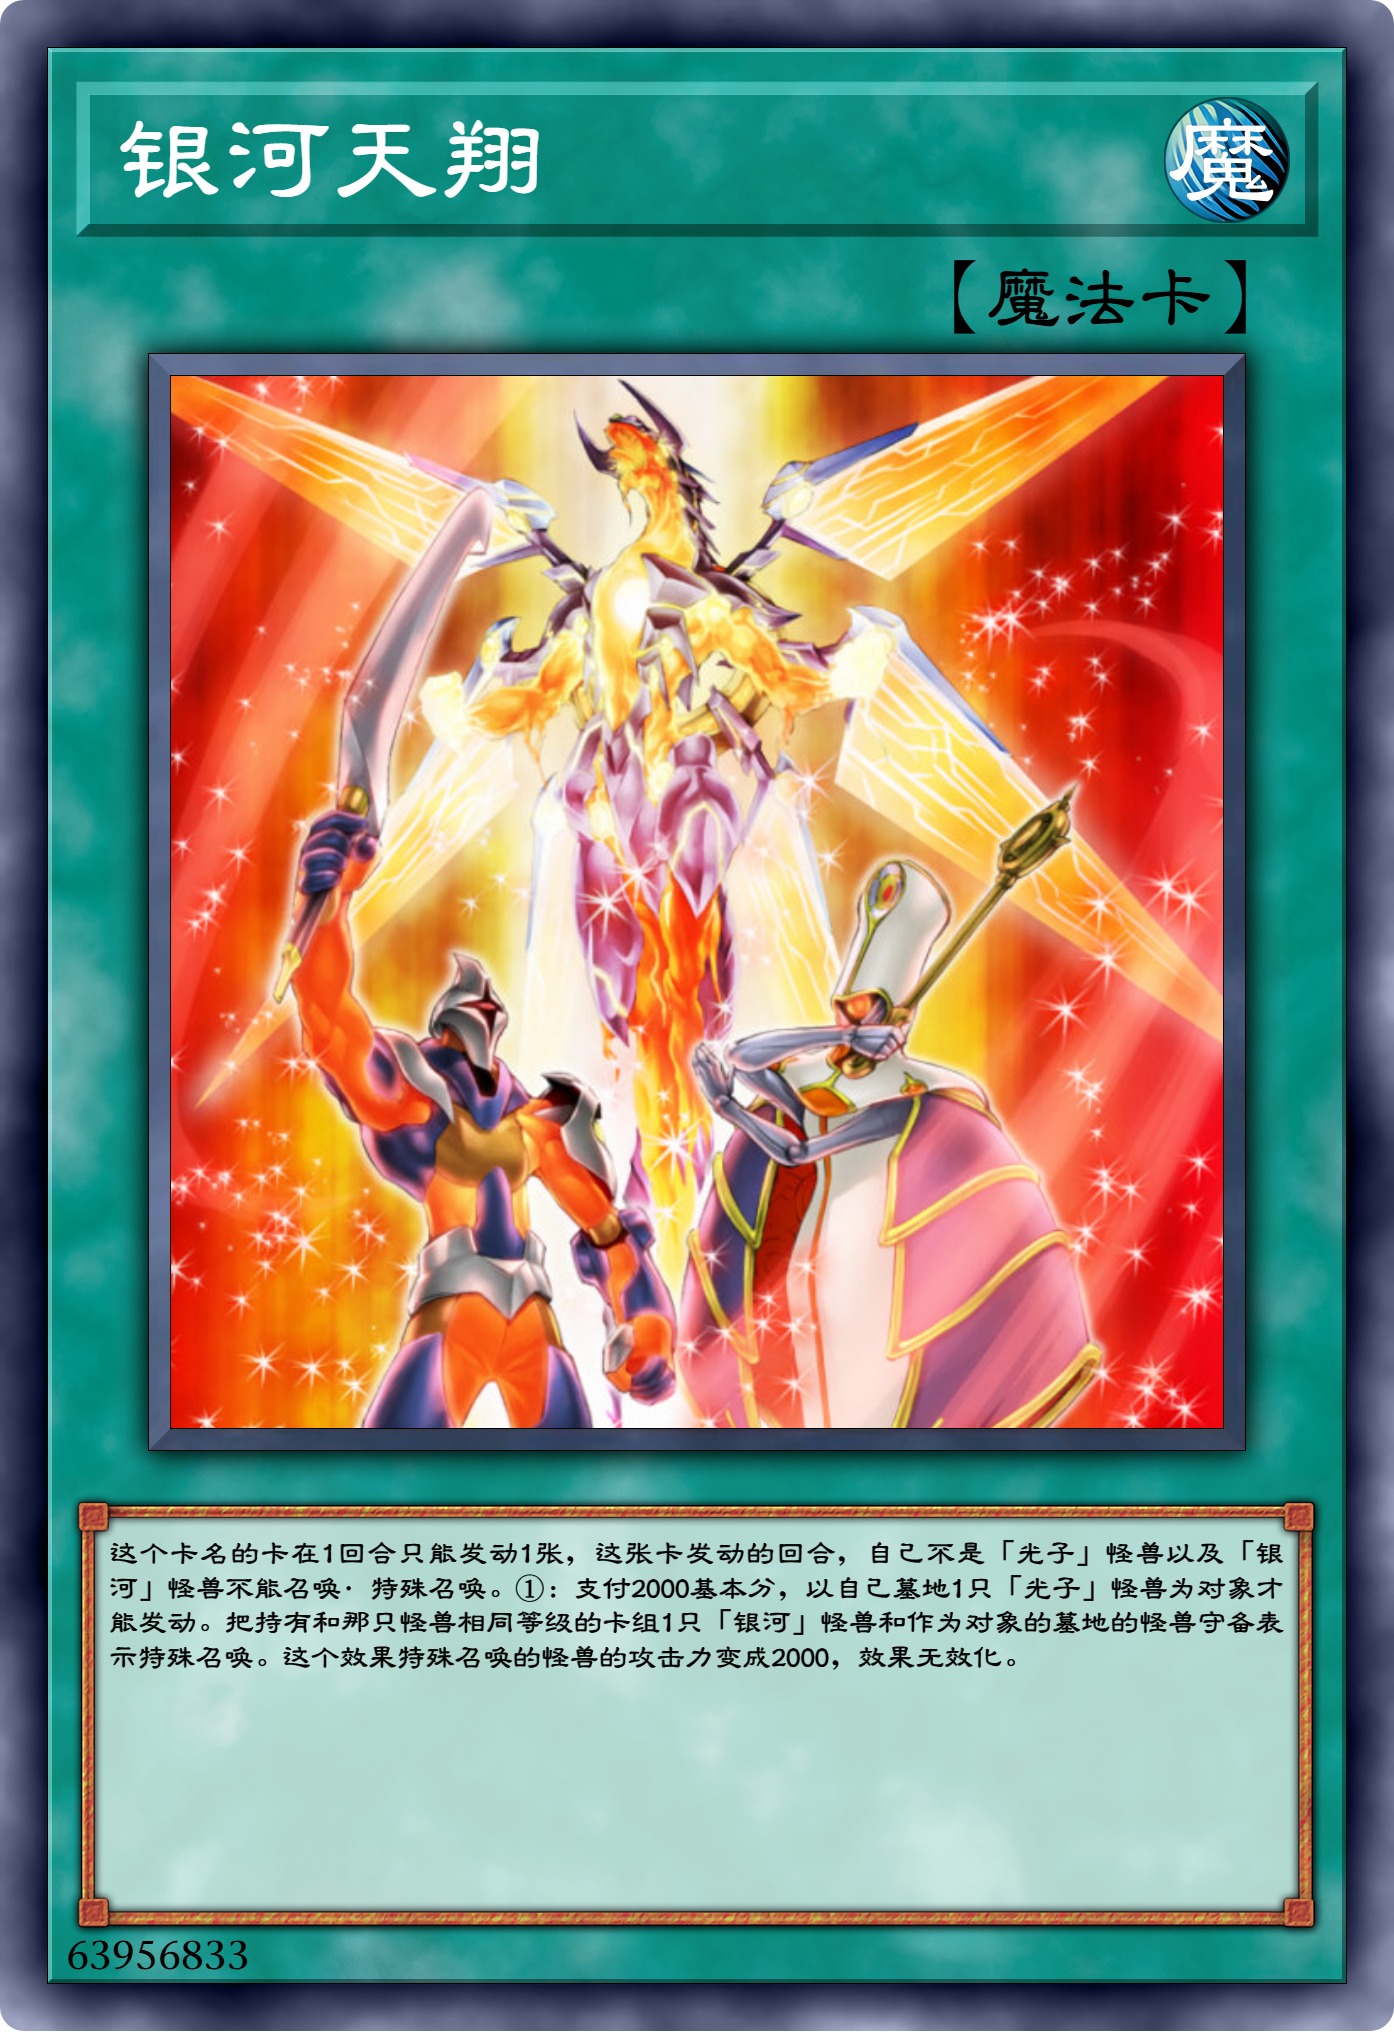 银河天翔
魔
【魔法卡】
这个卡名的卡在1回合只能发动1张，这张卡发动的回合，自己不是「光子」怪兽以及「银
河」怪兽不能召唤·特殊召唤。①：支付2000基本分，以自己墓地1只「光子」怪兽为对象才
能发动。把持有和那只怪兽相同等级的卡组1只「银河」怪兽和作为对象的墓地的怪兽守备表
示特殊召唤。这个效果特殊召唤的怪兽的攻击力变成2000，效果无效化。
63956833